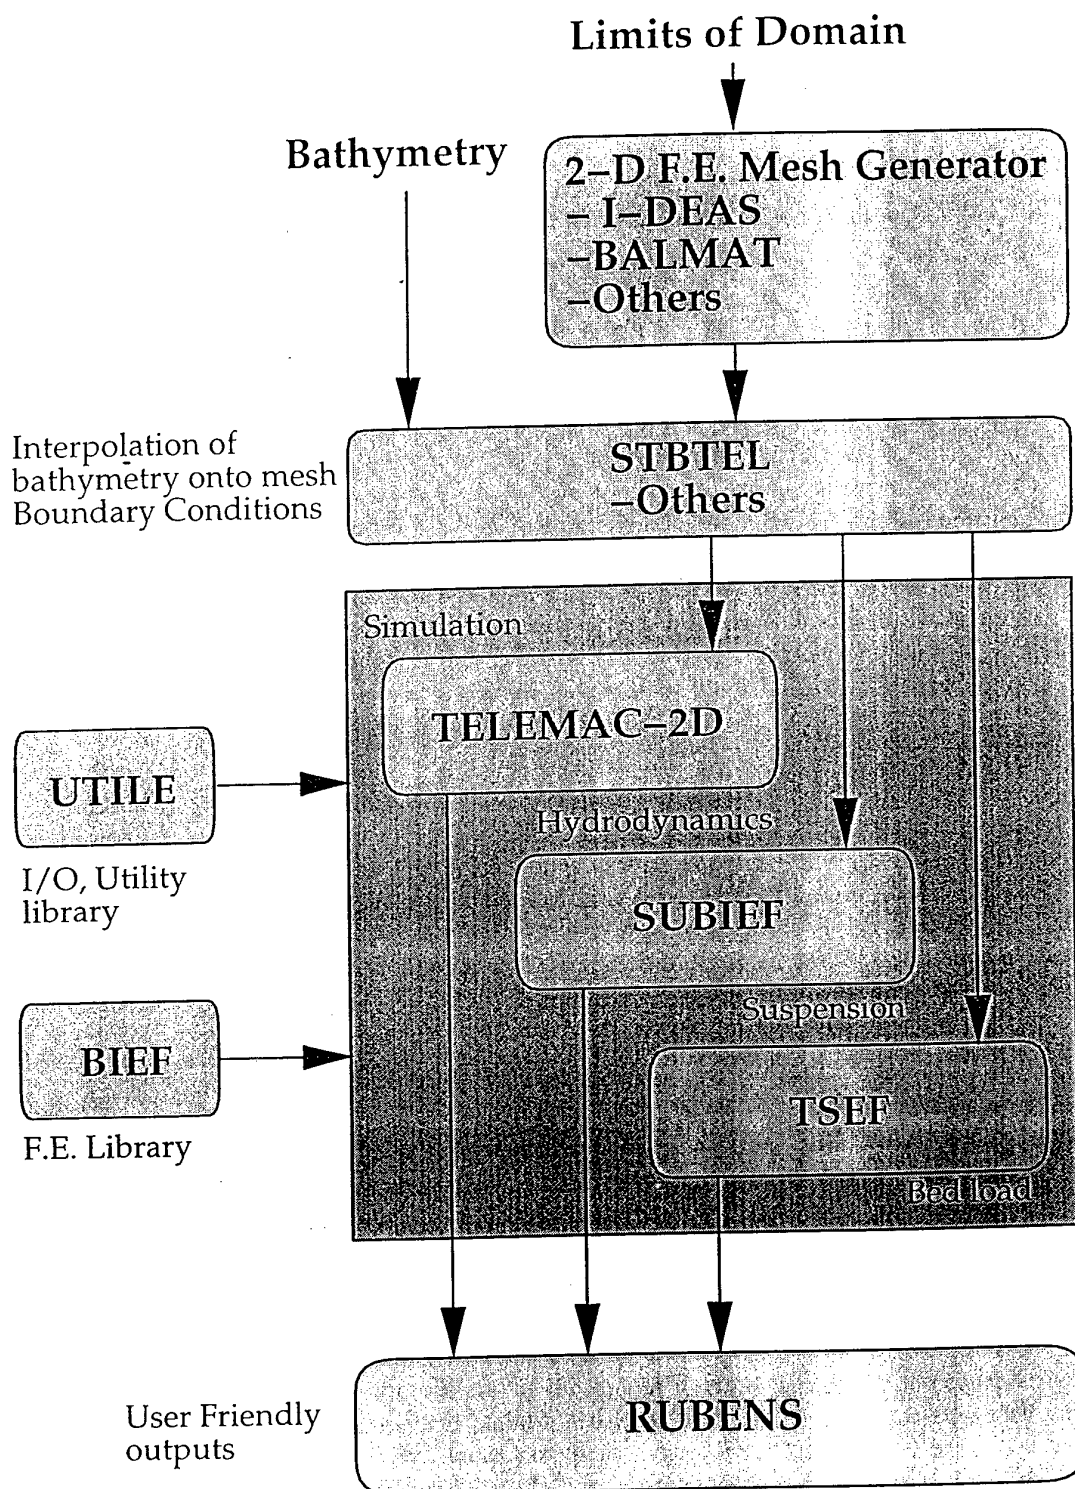 Limits of Domain
Bathymetry
2–D F.E. Mesh Generator
– I–DEAS
–BALMAT
–Others
Interpolation of
bathymetry onto mesh
Boundary Conditions
STBTEL
–Others
Simulation
TELEMAC–2D
UTILE
Hydrodynamics
I/O, Utility
library
SUBIEF
Suspension
BIEF
TSEF
F.E. Library
Bed load
RUBENS
User Friendly
outputs